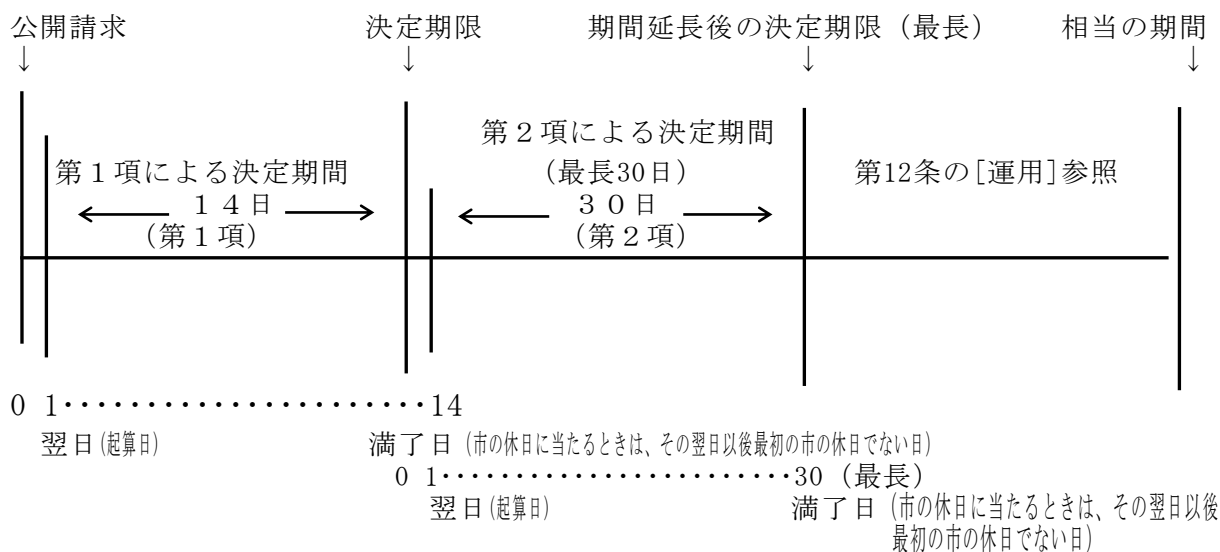 公開請求 決定期限 期間延長後の決定期限（最長） 相当の期間
↓ ↓ ↓ ↓
第２項による決定期間
第１項による決定期間 (最長30日) 第12条の[運用]参照
１４日 ３０日
（第１項） （第２項）
0 1・・・・・・・・・・・・・・・・・・・・・・14
翌日(起算日) 満了日（市の休日に当たるときは、その翌日以後最初の市の休日でない日）
0 1・・・・・・・・・・・・・・・・・・・・・・30（最長）
翌日(起算日) 満了日（市の休日に当たるときは、その翌日以後
最初の市の休日でない日）